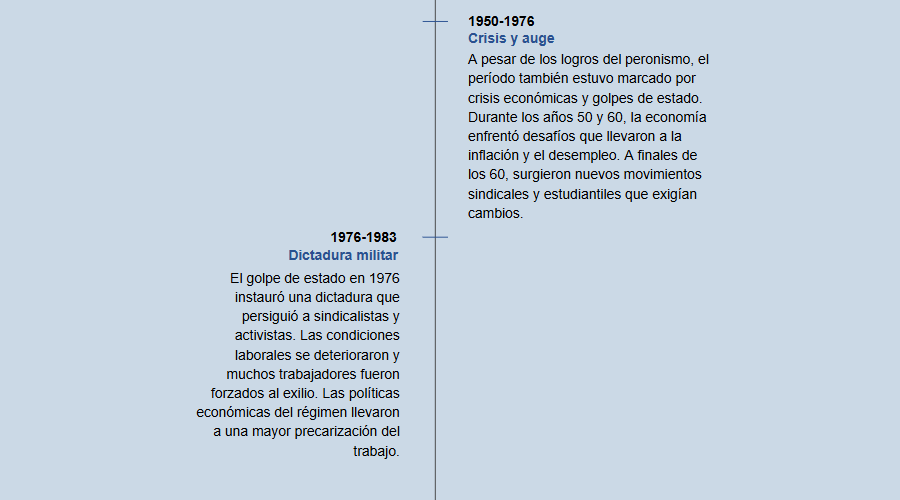 1950-1976
Crisis y auge
A pesar de los logros del peronismo, el
período también estuvo marcado por
crisis económicas y golpes de estado.
Durante los años 50 y 60, la economía
enfrentó desafíos que llevaron a la
inflación y el desempleo. A finales de
los 60, surgieron nuevos movimientos
sindicales y estudiantiles que exigían
cambios.
1976-1983
Dictadura militar
El golpe de estado en 1976
instauró una dictadura que
persiguió a sindicalistas y
activistas. Las condiciones
laborales se deterioraron y
muchos trabajadores fueron
forzados al exilio. Las políticas
económicas del régimen llevaron
a una mayor precarización del
trabajo.